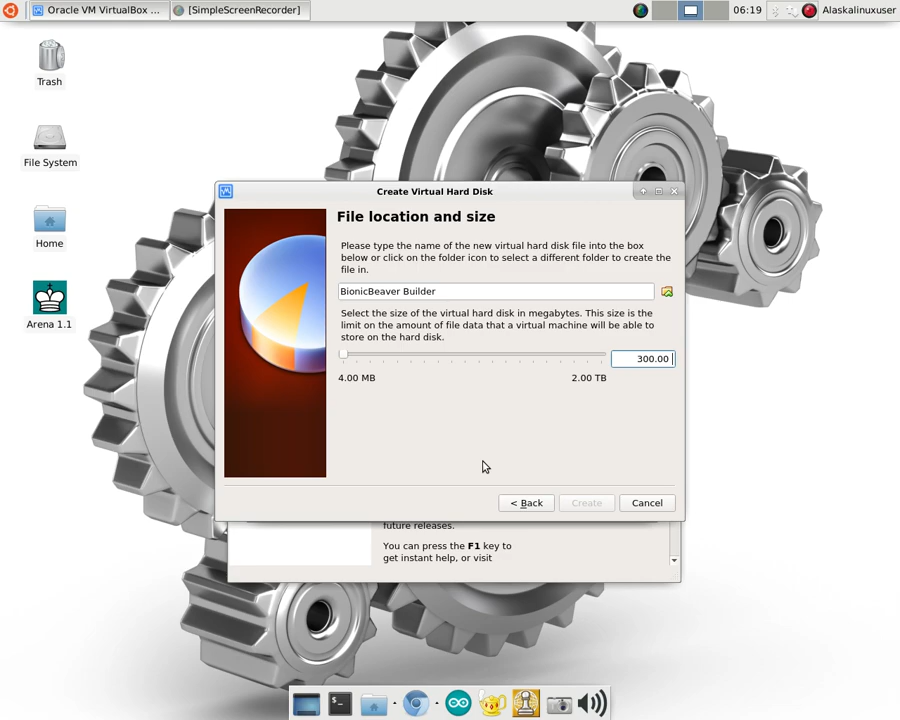 Oracle VM VirtualBox ...
[SimpleScreenRecorder]
06:19
Alaskalinuxuser
Trash
File System
Home
Arena 1.1
Create Virtual Hard Disk
File location and size
Please type the name of the new virtual hard disk file into the box
below or click on the folder icon to select a different folder to create the
file in.
BionicBeaver Builder
Select the size of the virtual hard disk in megabytes. This size is the
limit on the amount of file data that a virtual machine will be able to
store on the hard disk.
300.00
4.00 MB
2.00 TB
< Back
Create
Cancel
future releases.
You can press the F1 key to
get instant help, or visit